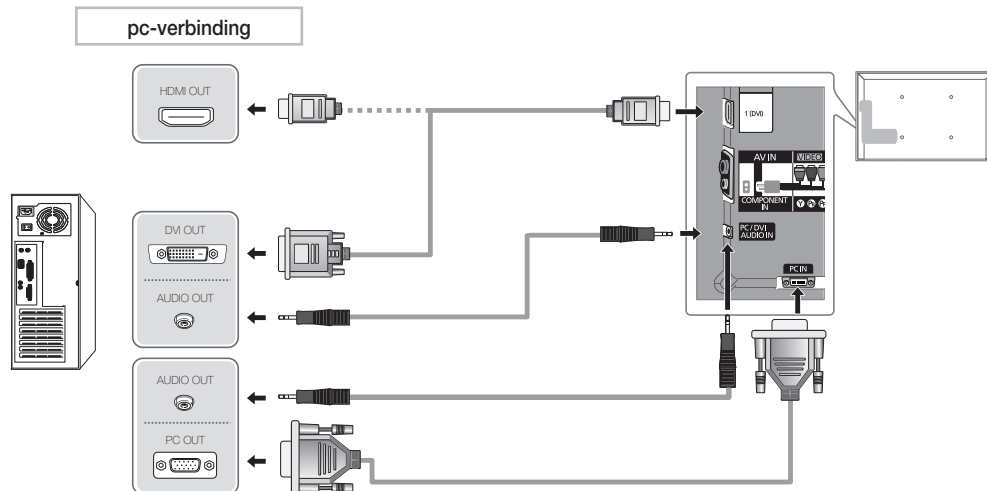 pc-verbinding
HDMI OUT
DVI OUT
AUDIO OUT
AUDIO OUT
PC OUT
1 (DVI)
AV IN
VIDEO
COMPONENT
IN
Y PB
PC / DVI
AUDIO IN
PC IN